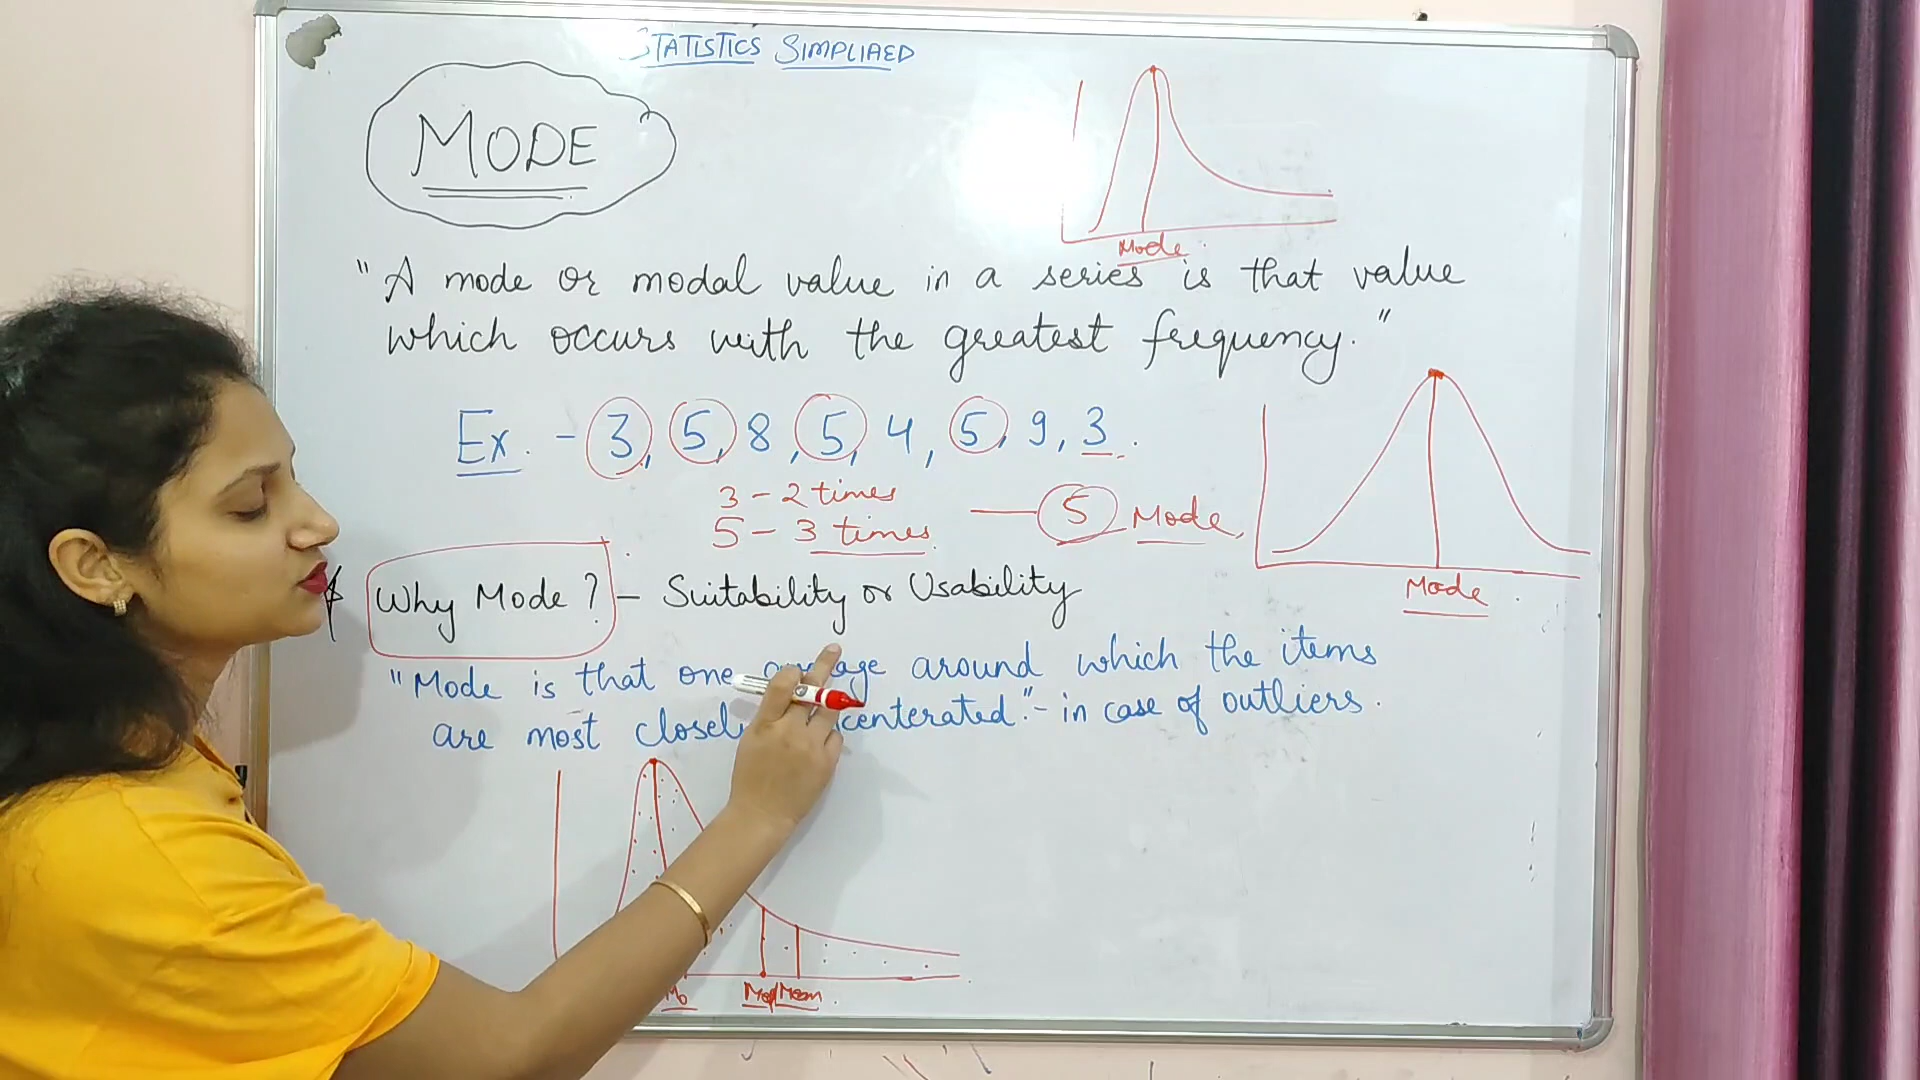 STATISTICS SIMPLIFIED
MODE
Mode
"A mode or modal value in a series is that value
which occurs with the greatest frequency."
Ex. - 3, 5, 8, 5, 4, 5, 9, 3.
3 - 2 times
5 - 3 times
5 Mode
Mode
Why Mode? - Suitability or Usability
"Mode is that one around which the items
are most in case of outliers.
Mo Mean